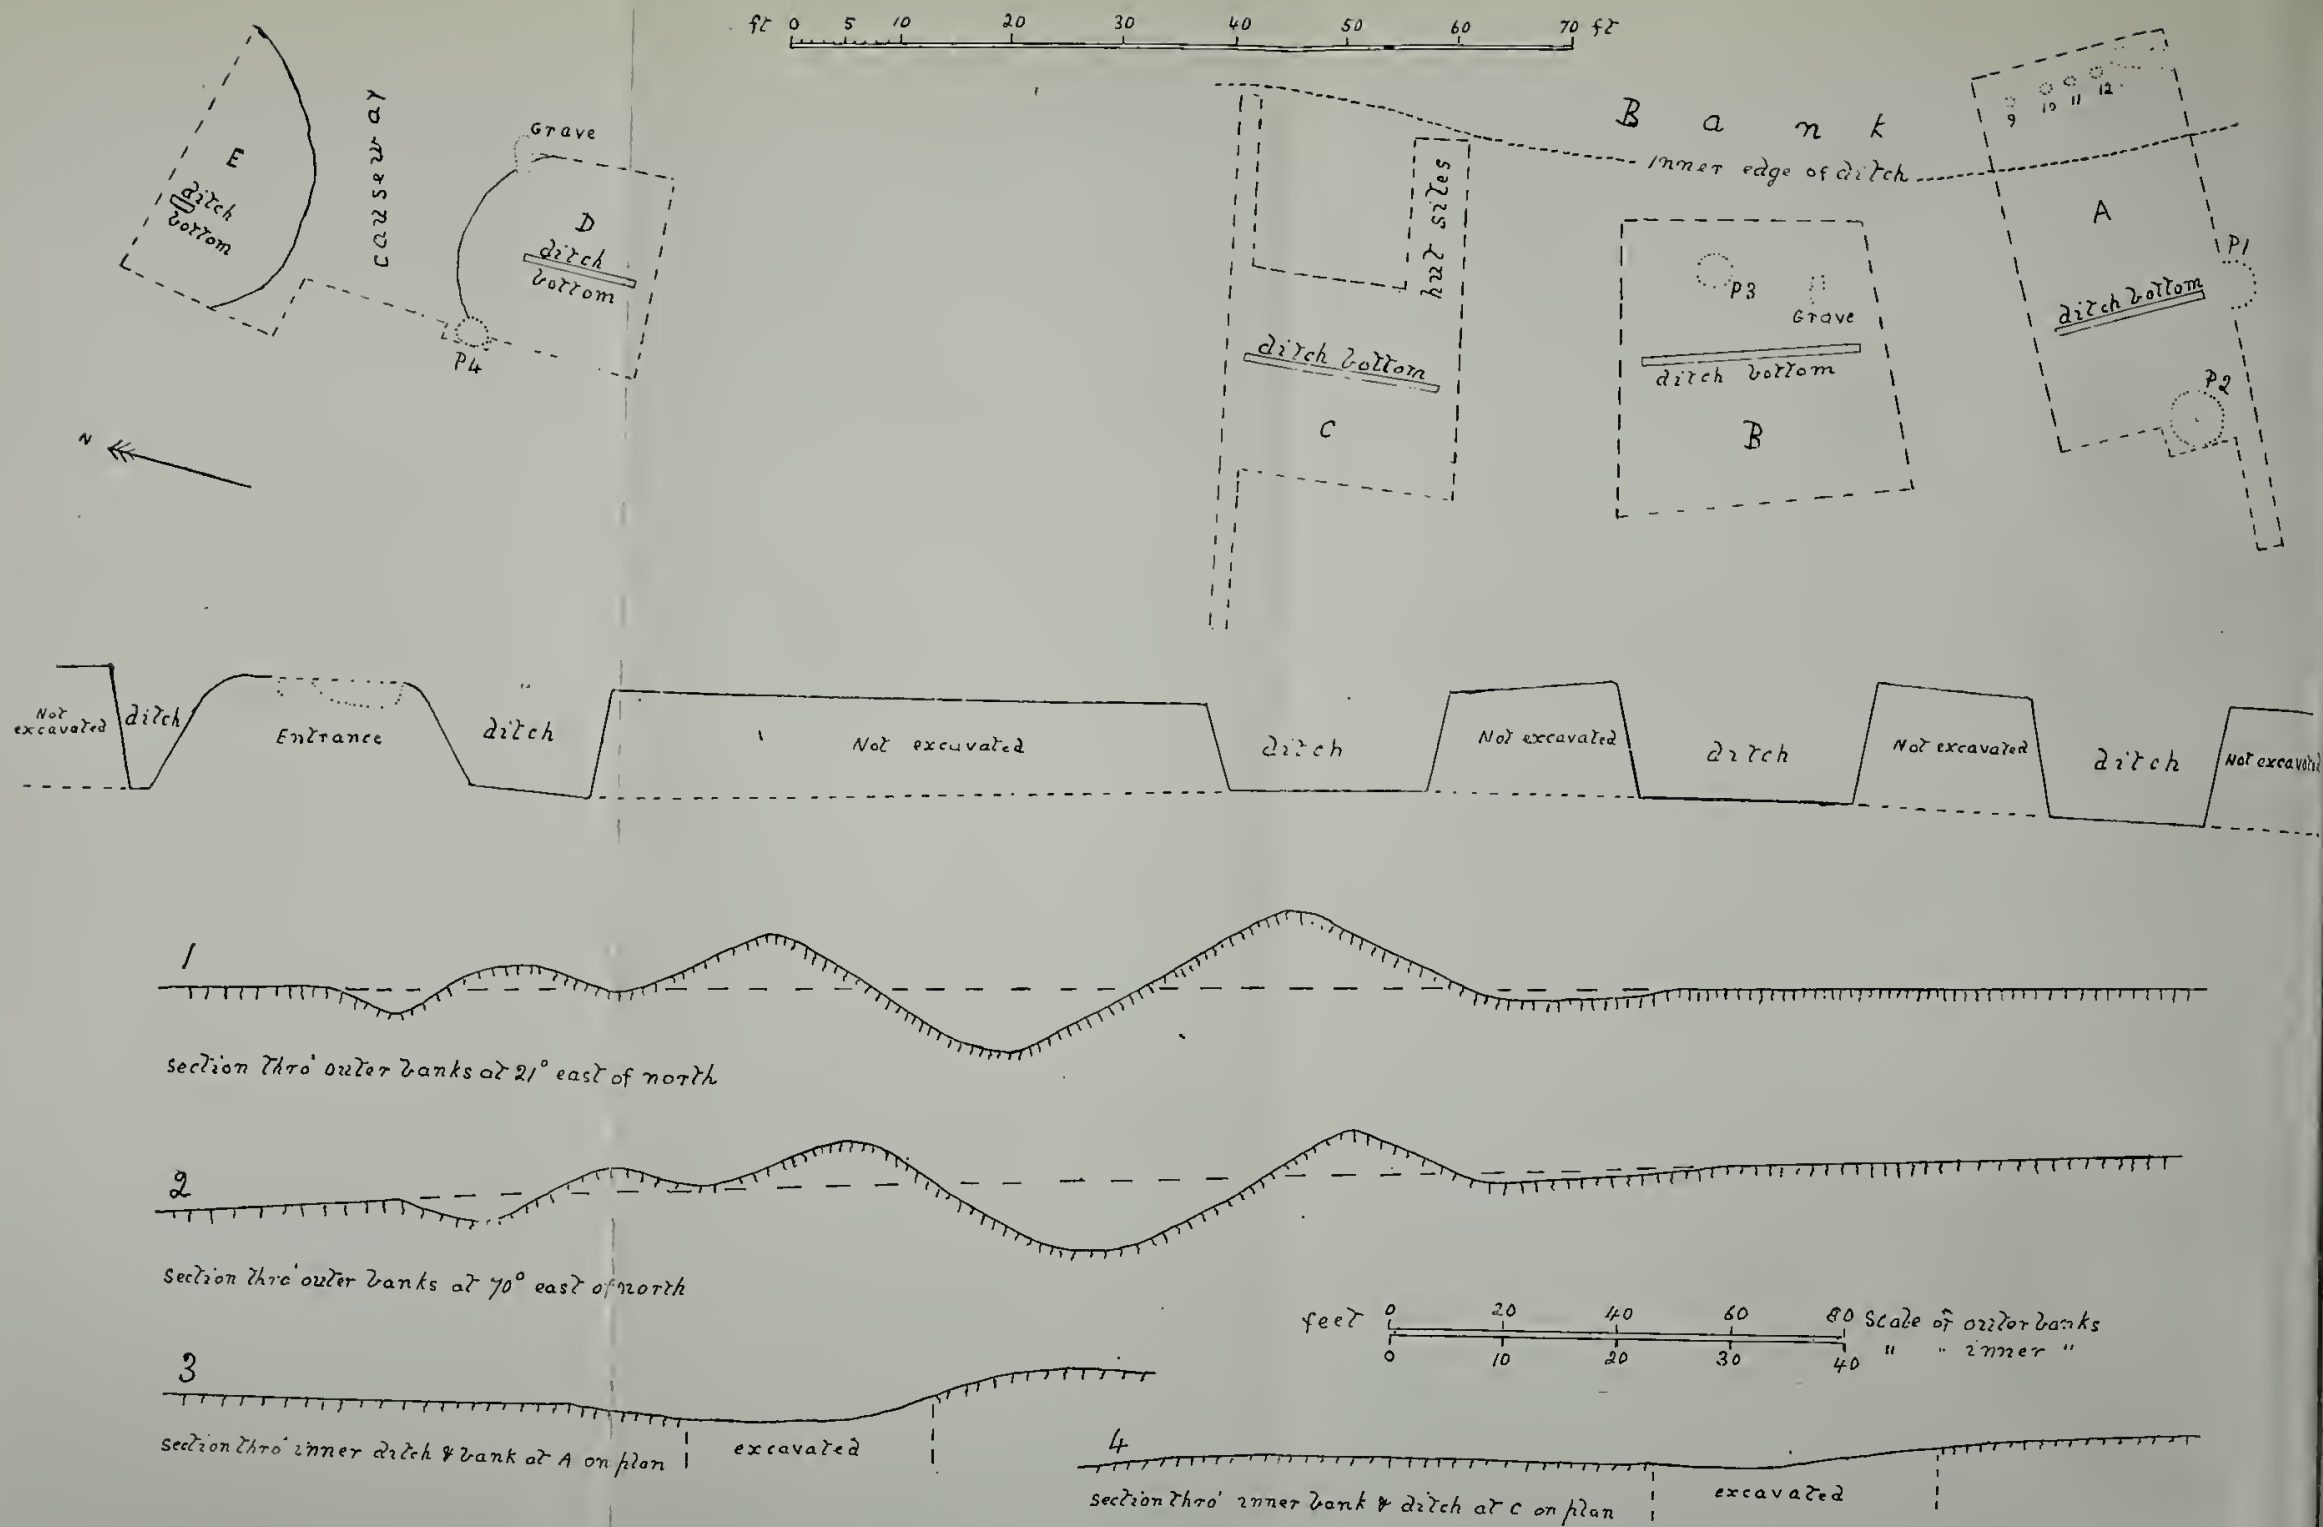 ft 0 5 10 20 30 40 50 60 70 ft
Grave
causeway
E
ditch
bottom
D
ditch
bottom
P4
N
hut sites
ditch bottom
C
Bank
Inner edge of ditch
P3
Grave
ditch bottom
B
9 10 11 12
A
P1
ditch bottom
P2
Not
excavated
ditch
Entrance
ditch
Not excavated
ditch
Not excavated
ditch
Not excavated
ditch
Not excavated
1
section thro' outer banks at 21° east of north
2
section thro' outer banks at 70° east of north
feet 0 20 40 60 80 Scale of outer banks
0 10 20 30 40 " " inner "
3
section thro' inner ditch & bank at A on plan
excavated
4
section thro' inner bank & ditch at C on plan
excavated